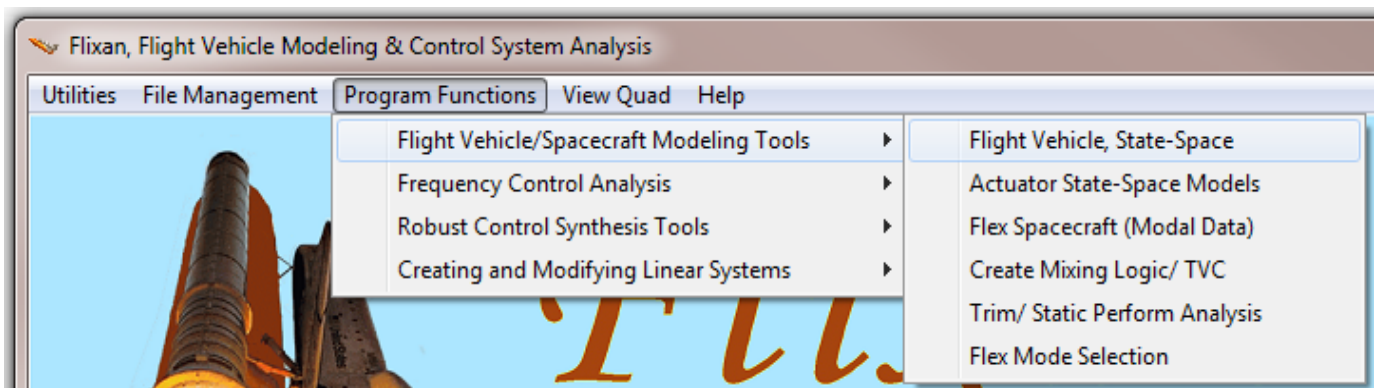 Flixan, Flight Vehicle Modeling & Control System Analysis
Utilities File Management Program Functions View Quad Help
Flight Vehicle/Spacecraft Modeling Tools
Frequency Control Analysis
Robust Control Synthesis Tools
Creating and Modifying Linear Systems
Flight Vehicle, State-Space
Actuator State-Space Models
Flex Spacecraft (Modal Data)
Create Mixing Logic/ TVC
Trim/ Static Perform Analysis
Flex Mode Selection